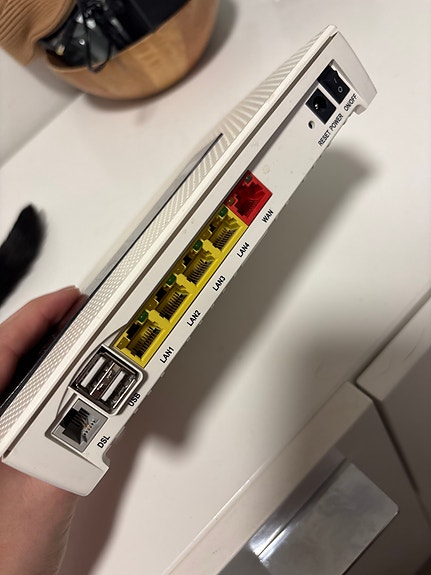 DSL
USB
LAN1
LAN2
LAN3
LAN4
WAN
RESET
POWER
ON/OFF